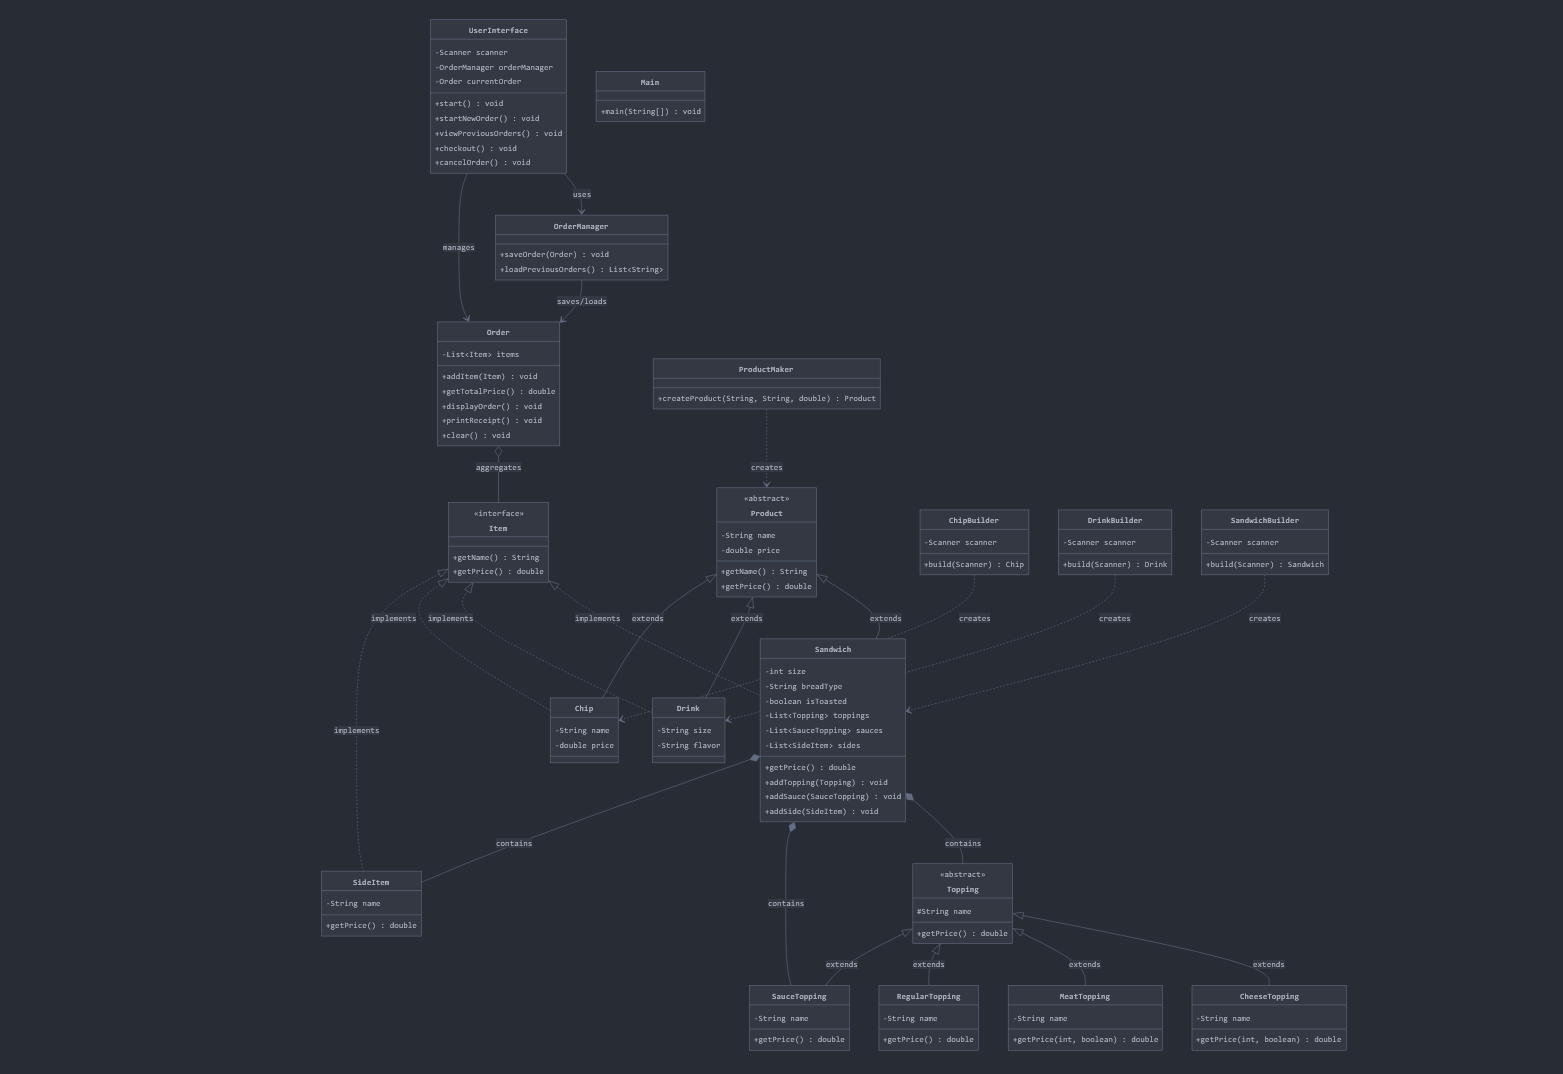 UserInterface
-Scanner scanner
-OrderManager orderManager
-Order currentOrder
+start() : void
+startNewOrder() : void
+viewPreviousOrders() : void
+checkout() : void
+cancelOrder() : void
Main
+main(String[]) : void
uses
manages
OrderManager
+saveOrder(Order) : void
+loadPreviousOrders() : List<String>
saves/loads
Order
-List<Item> items
+addItem(Item) : void
+getTotalPrice() : double
+displayOrder() : void
+printReceipt() : void
+clear() : void
ProductMaker
+createProduct(String, String, double) : Product
aggregates
creates
«interface»
Item
+getName() : String
+getPrice() : double
«abstract»
Product
-String name
-double price
+getName() : String
+getPrice() : double
ChipBuilder
-Scanner scanner
+build(Scanner) : Chip
DrinkBuilder
-Scanner scanner
+build(Scanner) : Drink
SandwichBuilder
-Scanner scanner
+build(Scanner) : Sandwich
implements
implements
implements
extends
extends
extends
creates
creates
creates
Sandwich
-int size
-String breadType
-boolean isToasted
-List<Topping> toppings
-List<SauceTopping> sauces
-List<SideItem> sides
+getPrice() : double
+addTopping(Topping) : void
+addSauce(SauceTopping) : void
+addSide(SideItem) : void
Chip
-String name
-double price
Drink
-String size
-String flavor
implements
contains
contains
SideItem
-String name
+getPrice() : double
contains
«abstract»
Topping
#String name
+getPrice() : double
extends
extends
extends
extends
SauceTopping
-String name
+getPrice() : double
RegularTopping
-String name
+getPrice() : double
MeatTopping
-String name
+getPrice(int, boolean) : double
CheeseTopping
-String name
+getPrice(int, boolean) : double